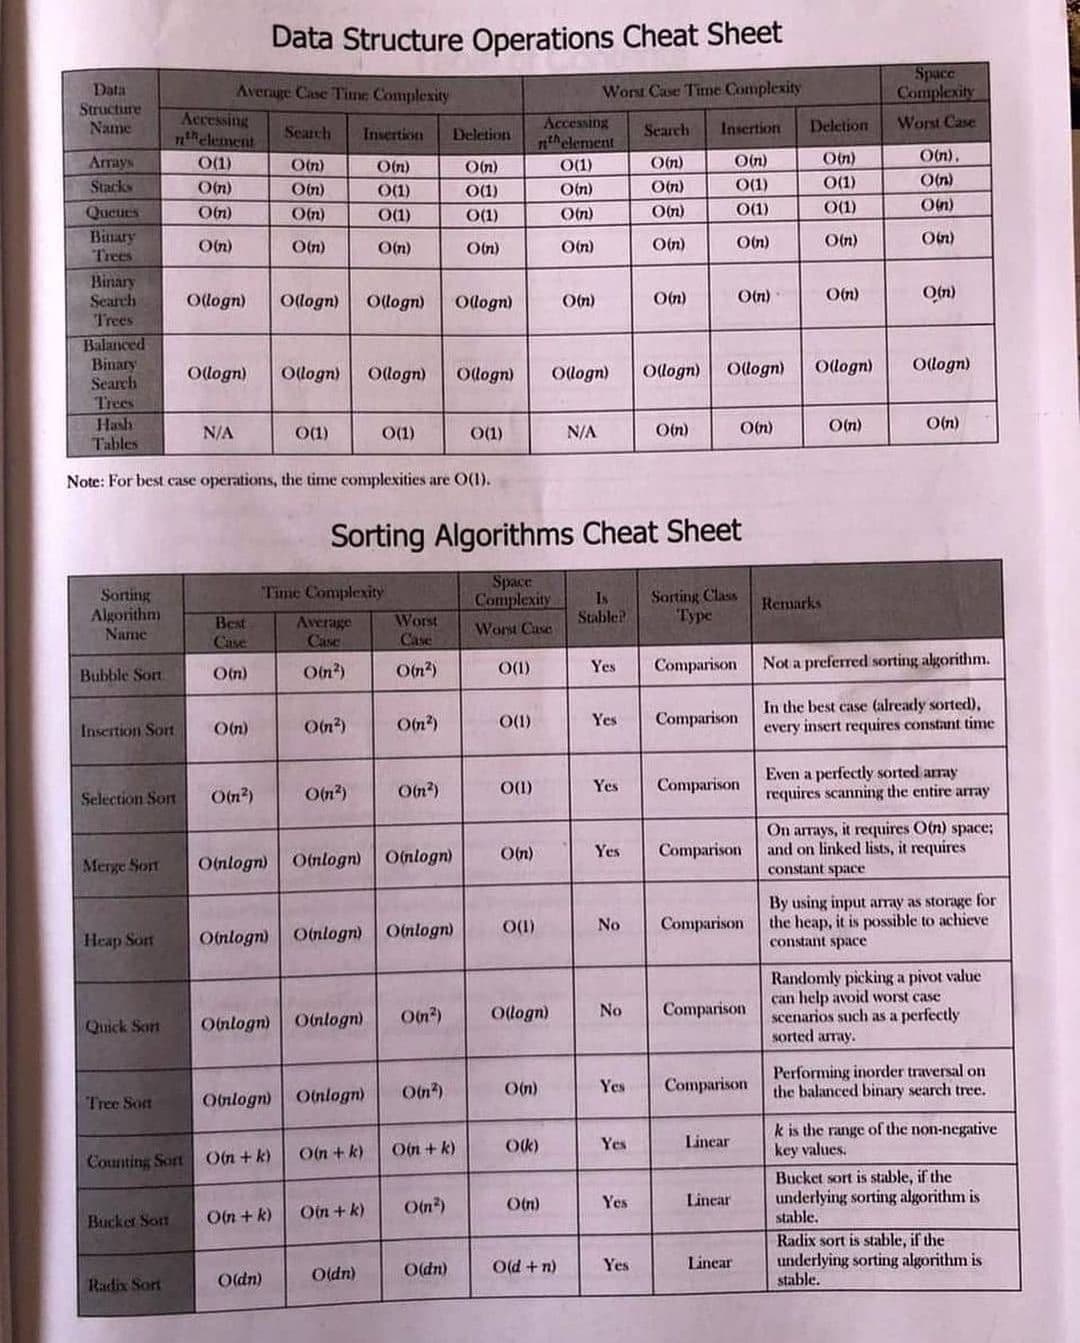 Data Structure Operations Cheat Sheet
Data Structure Name
Average Case Time Complexity
Worst Case Time Complexity
Space Complexity
Accessing nᵗʰelement Search Insertion Deletion Accessing nᵗʰelement Search Insertion Deletion Worst Case
Arrays O(1) O(n) O(n) O(n) O(1) O(n) O(n) O(n) O(n).
Stacks O(n) O(n) O(1) O(1) O(n) O(n) O(1) O(1) O(n)
Queues O(n) O(n) O(1) O(1) O(n) O(n) O(1) O(1) O(n)
Binary Trees O(n) O(n) O(n) O(n) O(n) O(n) O(n) O(n) O(n)
Binary Search Trees O(logn) O(logn) O(logn) O(logn) O(n) O(n) O(n) O(n) O(n)
Balanced Binary Search Trees O(logn) O(logn) O(logn) O(logn) O(logn) O(logn) O(logn) O(logn) O(logn)
Hash Tables N/A O(1) O(1) O(1) N/A O(n) O(n) O(n) O(n)
Note: For best case operations, the time complexities are O(1).
Sorting Algorithms Cheat Sheet
Sorting Algorithm Name
Time Complexity
Space Complexity
Is Stable?
Sorting Class Type
Remarks
Best Case Average Case Worst Case Worst Case
Bubble Sort O(n) O(n²) O(n²) O(1) Yes Comparison Not a preferred sorting algorithm.
Insertion Sort O(n) O(n²) O(n²) O(1) Yes Comparison In the best case (already sorted),
every insert requires constant time
Selection Sort O(n²) O(n²) O(n²) O(1) Yes Comparison Even a perfectly sorted array
requires scanning the entire array
Merge Sort O(nlogn) O(nlogn) O(nlogn) O(n) Yes Comparison On arrays, it requires O(n) space;
and on linked lists, it requires
constant space
Heap Sort O(nlogn) O(nlogn) O(nlogn) O(1) No Comparison By using input array as storage for
the heap, it is possible to achieve
constant space
Quick Sort O(nlogn) O(nlogn) O(n²) O(logn) No Comparison Randomly picking a pivot value
can help avoid worst case
scenarios such as a perfectly
sorted array.
Tree Sort O(nlogn) O(nlogn) O(n²) O(n) Yes Comparison Performing inorder traversal on
the balanced binary search tree.
Counting Sort O(n + k) O(n + k) O(n + k) O(k) Yes Linear k is the range of the non-negative
key values.
Bucket Sort O(n + k) O(n + k) O(n²) O(n) Yes Linear Bucket sort is stable, if the
underlying sorting algorithm is
stable.
Radix Sort O(dn) O(dn) O(dn) O(d + n) Yes Linear Radix sort is stable, if the
underlying sorting algorithm is
stable.